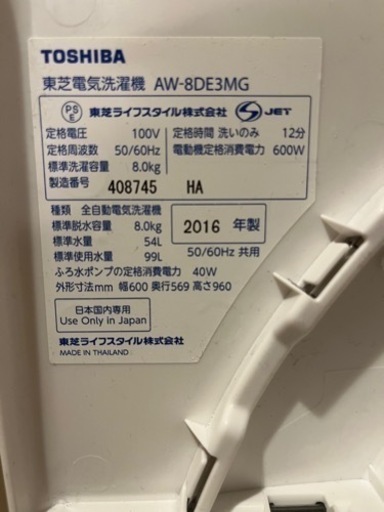 TOSHIBA
東芝電気洗濯機 AW-8DE3MG
PS E 東芝ライフスタイル株式会社 S JET
定格電圧 100V 定格時間 洗いのみ 12分
定格周波数 50/60Hz 電動機定格消費電力 600W
標準洗濯容量 8.0kg
製造番号 408745 HA
種類 全自動電気洗濯機
標準脱水容量 8.0kg 2016 年製
標準水量 54L
標準使用水量 99L 50/60Hz 共用
ふろ水ポンプの定格消費電力 40W
外形寸法mm 幅600 奥行569 高さ960
日本国内専用
Use Only in Japan
東芝ライフスタイル株式会社
MADE IN THAILAND